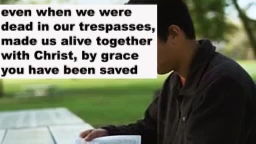 even when we were
dead in our trespasses,
made us alive together
with Christ, by grace
you have been saved